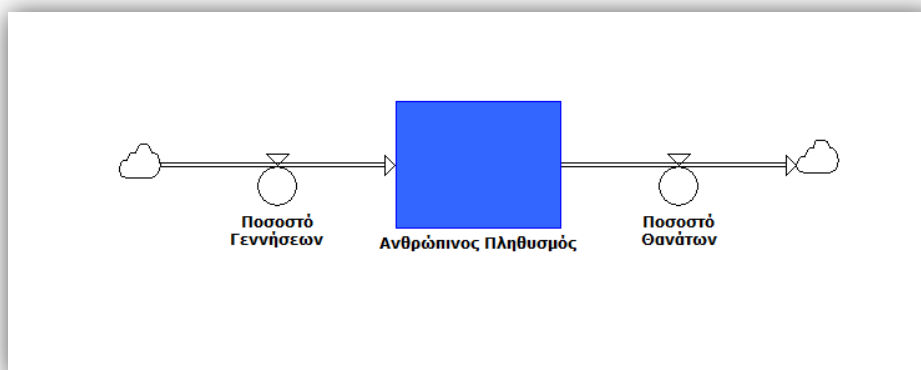 Ποσοστό
Γεννήσεων
Ανθρώπινος Πληθυσμός
Ποσοστό
Θανάτων